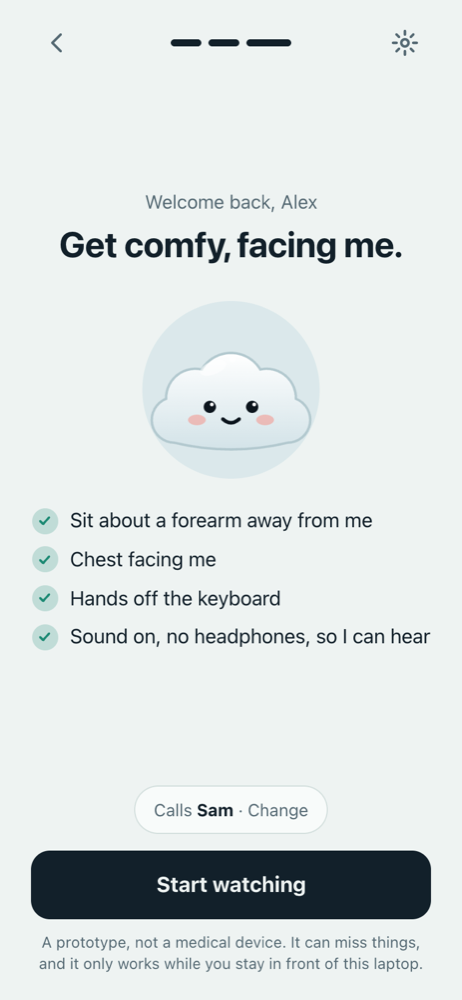 Welcome back, Alex
Get comfy, facing me.
Sit about a forearm away from me
Chest facing me
Hands off the keyboard
Sound on, no headphones, so I can hear
Calls Sam · Change
Start watching
A prototype, not a medical device. It can miss things,
and it only works while you stay in front of this laptop.